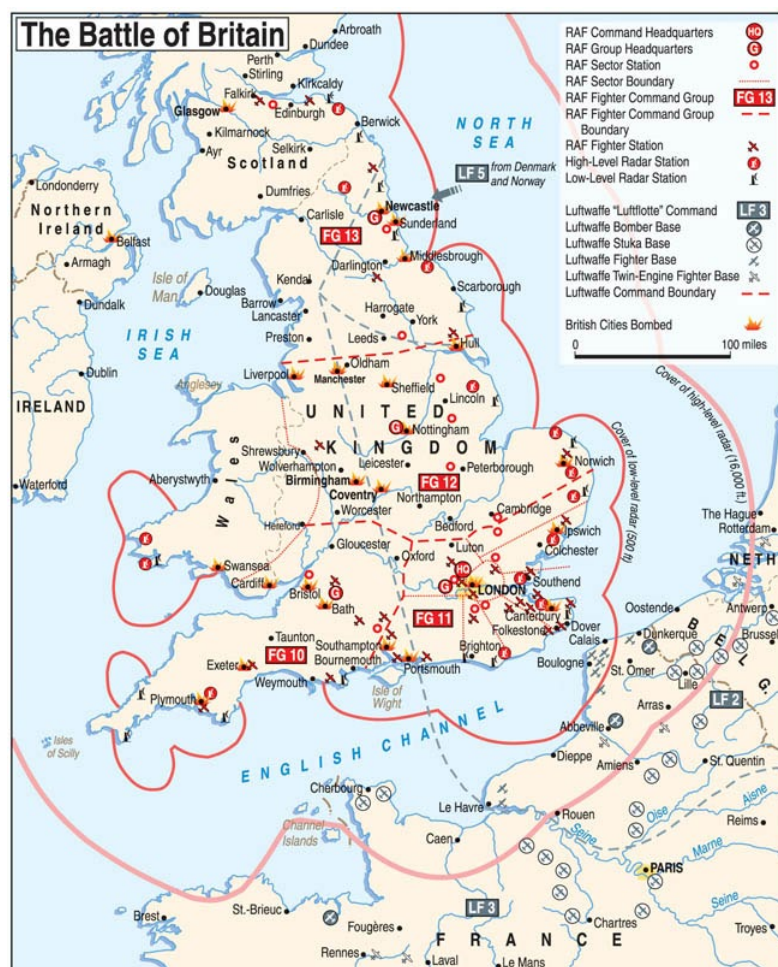 The Battle of Britain
RAF Command Headquarters
HQ
RAF Group Headquarters
G
RAF Sector Station
RAF Sector Boundary
RAF Fighter Command Group
FG 13
RAF Fighter Command Group
Boundary
RAF Fighter Station
High-Level Radar Station
Low-Level Radar Station
Luftwaffe "Luftflotte" Command
LF 3
Luftwaffe Bomber Base
Luftwaffe Stuka Base
Luftwaffe Fighter Base
Luftwaffe Twin-Engine Fighter Base
Luftwaffe Command Boundary
British Cities Bombed
0
100 miles
Arbroath
Dundee
Perth
Stirling
Kirkcaldy
Falkirk
Glasgow
Edinburgh
Berwick
Kilmarnock
Selkirk
Ayr
Scotland
NORTH
SEA
LF 5
from Denmark
and Norway
Londonderry
Dumfries
Northern
Ireland
Belfast
Carlisle
Newcastle
G
Sunderland
FG 13
Armagh
Isle of
Man
Darlington
Middlesbrough
Dundalk
Douglas
Kendal
Scarborough
Barrow
Lancaster
Harrogate
York
IRISH
SEA
Preston
Leeds
Hull
Dublin
Oldham
Liverpool
Manchester
Sheffield
Anglesey
IRELAND
UNITED
KINGDOM
Lincoln
G
Nottingham
Shrewsbury
Wolverhampton
Leicester
Peterborough
Norwich
FG 12
Waterford
Aberystwyth
Wales
Birmingham
Coventry
Northampton
Cambridge
Worcester
Bedford
Ipswich
Hereford
Gloucester
Luton
Colchester
Oxford
Swansea
Cardiff
Bristol
G
Bath
HQ
G
LONDON
Southend
FG 11
Canterbury
Folkestone
Dover
Taunton
FG 10
Southampton
Brighton
Exeter
Bournemouth
Portsmouth
Weymouth
Plymouth
Isle of
Wight
Isles
of Scilly
ENGLISH CHANNEL
Cover of high-level radar (16,000 ft.)
Cover of low-level radar (500 ft)
The Hague
Rotterdam
NETH
Oostende
Antwerp
BELG.
Calais
Dunkerque
Brussel
Boulogne
St. Omer
Lille
LF 2
Arras
Abbeville
Dieppe
Amiens
St. Quentin
Cherbourg
Le Havre
Rouen
Oise
Aisne
Channel
Islands
Caen
Seine
Reims
Marne
PARIS
Seine
St.-Brieuc
LF 3
Brest
Fougères
Chartres
Troyes
FRANCE
Rennes
Laval
Le Mans